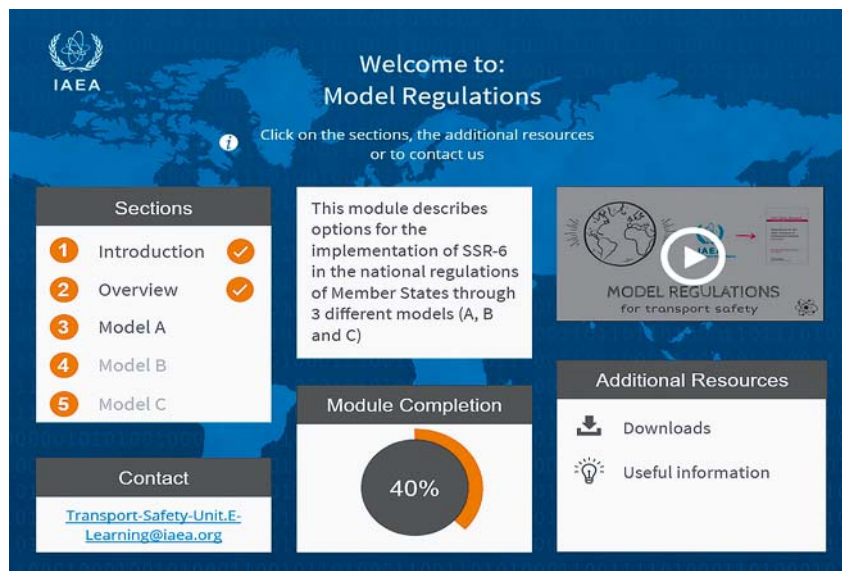 IAEA
Welcome to:
Model Regulations
i
Click on the sections, the additional resources
or to contact us
Sections
1 Introduction
2 Overview
3 Model A
4 Model B
5 Model C
This module describes
options for the
implementation of SSR-6
in the national regulations
of Member States through
3 different models (A, B
and C)
IAEA
MODEL REGULATIONS
for transport safety
Module Completion
40%
Additional Resources
Downloads
Useful information
Contact
Transport-Safety-Unit.E-
Learning@iaea.org